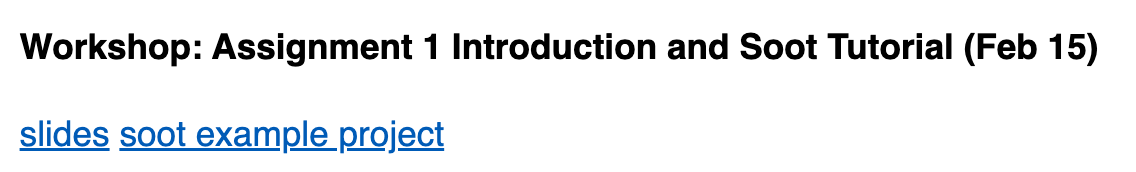 Workshop: Assignment 1 Introduction and Soot Tutorial (Feb 15)
slides soot example project